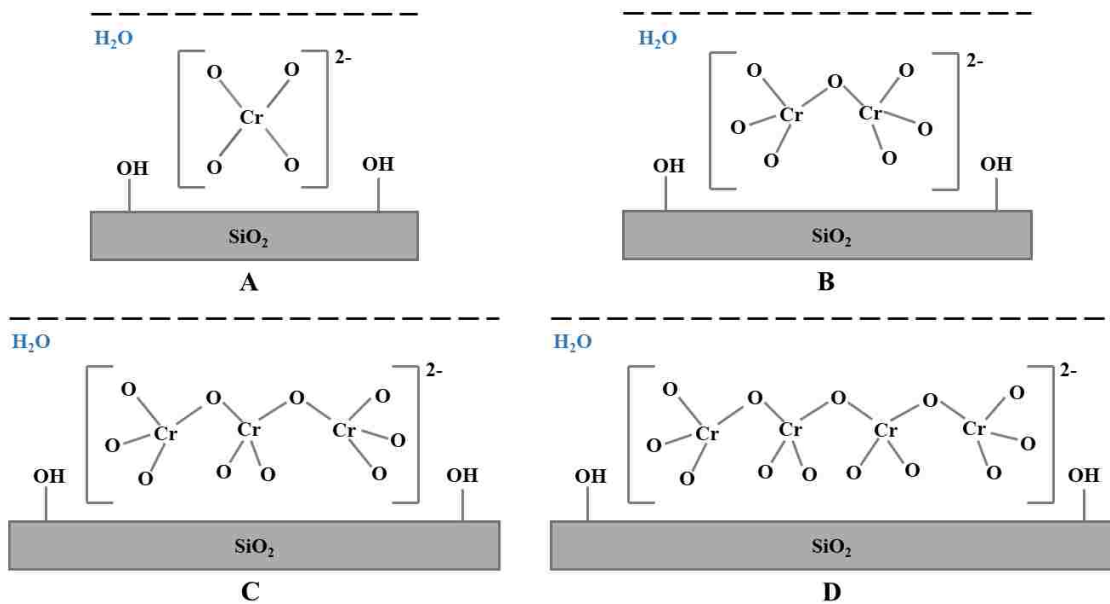 H₂O
2-
O O
Cr
O O
OH OH
SiO₂
A
H₂O
2-
O O O
Cr Cr
O O
O O
OH OH
SiO₂
B
H₂O
2-
O O O O
Cr Cr Cr
O O
O O O O
OH OH
SiO₂
C
H₂O
2-
O O O O O
Cr Cr Cr Cr
O O
O O O O O O
OH OH
SiO₂
D